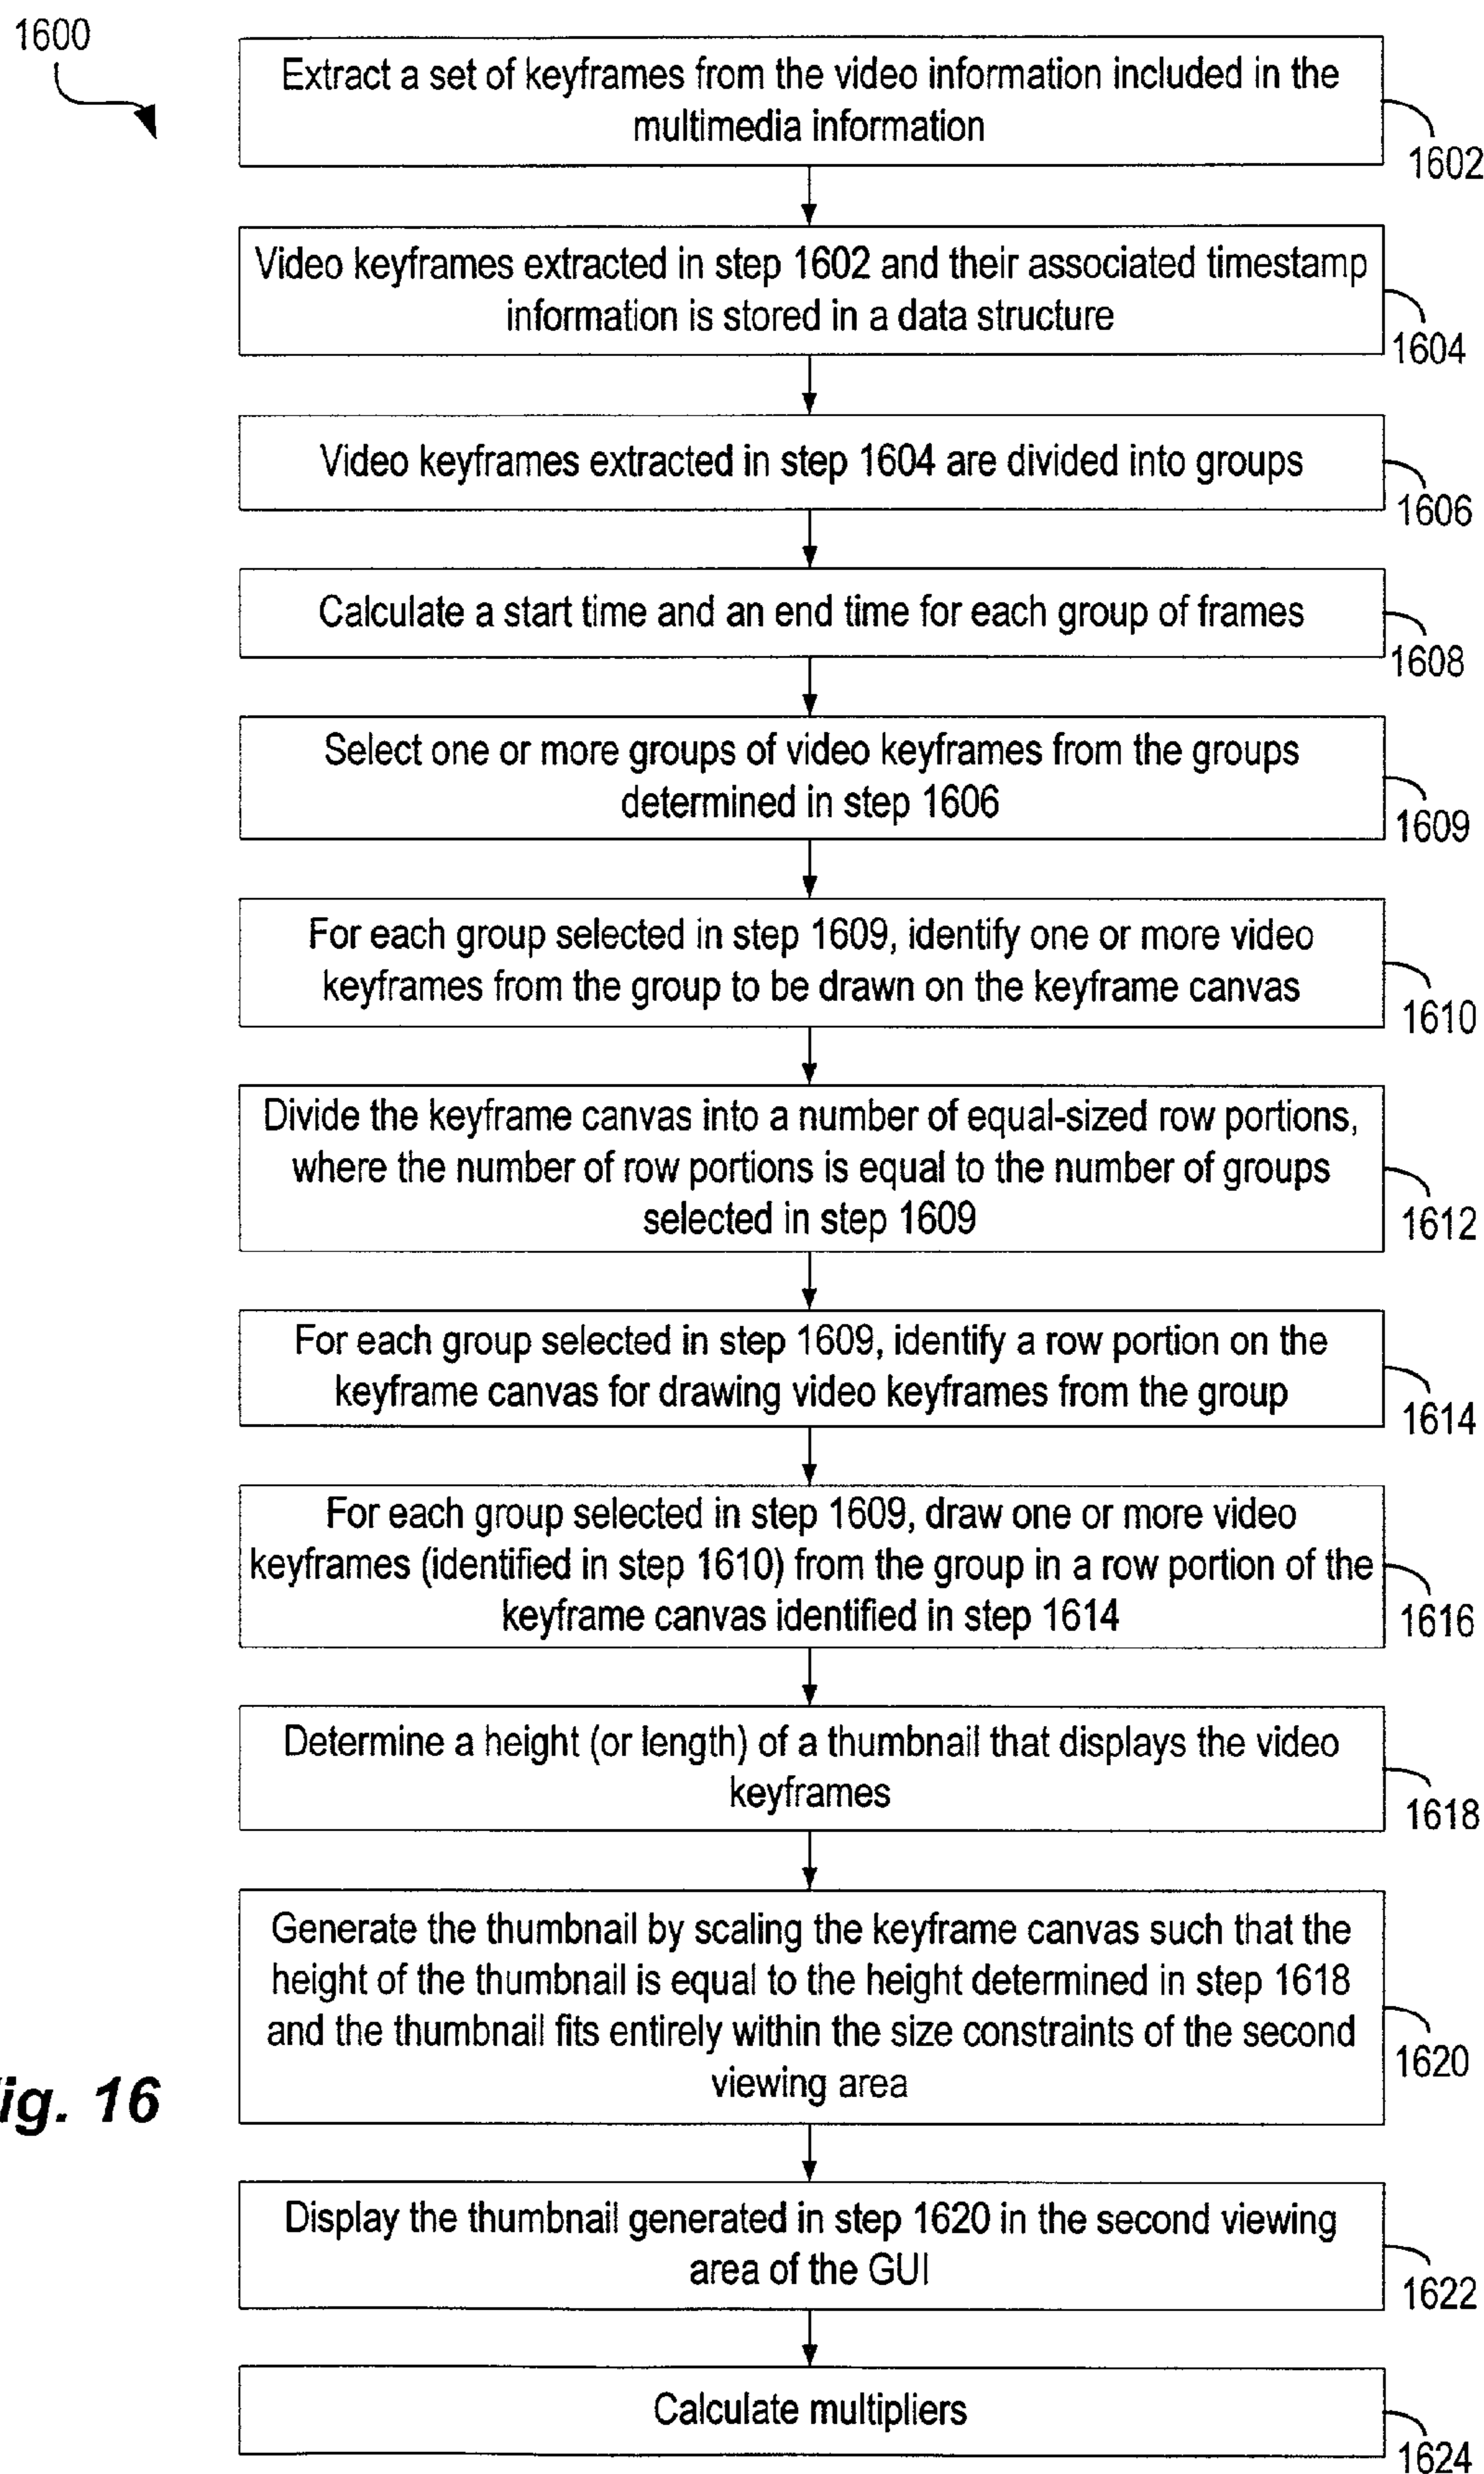 1600
Extract a set of keyframes from the video information included in the
multimedia information
1602
Video keyframes extracted in step 1602 and their associated timestamp
information is stored in a data structure
1604
Video keyframes extracted in step 1604 are divided into groups
1606
Calculate a start time and an end time for each group of frames
1608
Select one or more groups of video keyframes from the groups
determined in step 1606
1609
For each group selected in step 1609, identify one or more video
keyframes from the group to be drawn on the keyframe canvas
1610
Divide the keyframe canvas into a number of equal-sized row portions,
where the number of row portions is equal to the number of groups
selected in step 1609
1612
For each group selected in step 1609, identify a row portion on the
keyframe canvas for drawing video keyframes from the group
1614
For each group selected in step 1609, draw one or more video
keyframes (identified in step 1610) from the group in a row portion of the
keyframe canvas identified in step 1614
1616
Determine a height (or length) of a thumbnail that displays the video
keyframes
1618
Generate the thumbnail by scaling the keyframe canvas such that the
height of the thumbnail is equal to the height determined in step 1618
and the thumbnail fits entirely within the size constraints of the second
viewing area
1620
ig. 16
Display the thumbnail generated in step 1620 in the second viewing
area of the GUI
1622
Calculate multipliers
1624